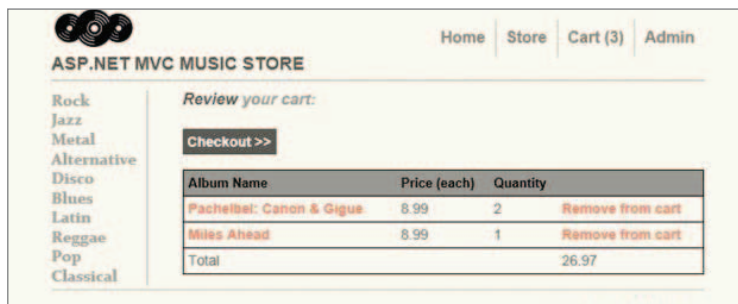 Home Store Cart (3) Admin
ASP.NET MVC MUSIC STORE
Rock
Jazz
Metal
Alternative
Disco
Blues
Latin
Reggae
Pop
Classical
Review your cart:
Checkout >>
Album Name Price (each) Quantity
Pachelbel: Canon & Gigue 8.99 2 Remove from cart
Miles Ahead 8.99 1 Remove from cart
Total 26.97